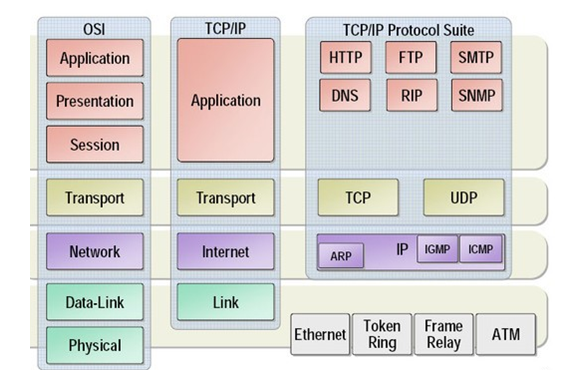 OSI
TCP/IP
TCP/IP Protocol Suite
Application
Presentation
Session
Application
HTTP
FTP
SMTP
DNS
RIP
SNMP
Transport
Transport
TCP
UDP
Network
Internet
ARP
IP
IGMP
ICMP
Data-Link
Physical
Link
Ethernet
Token
Ring
Frame
Relay
ATM